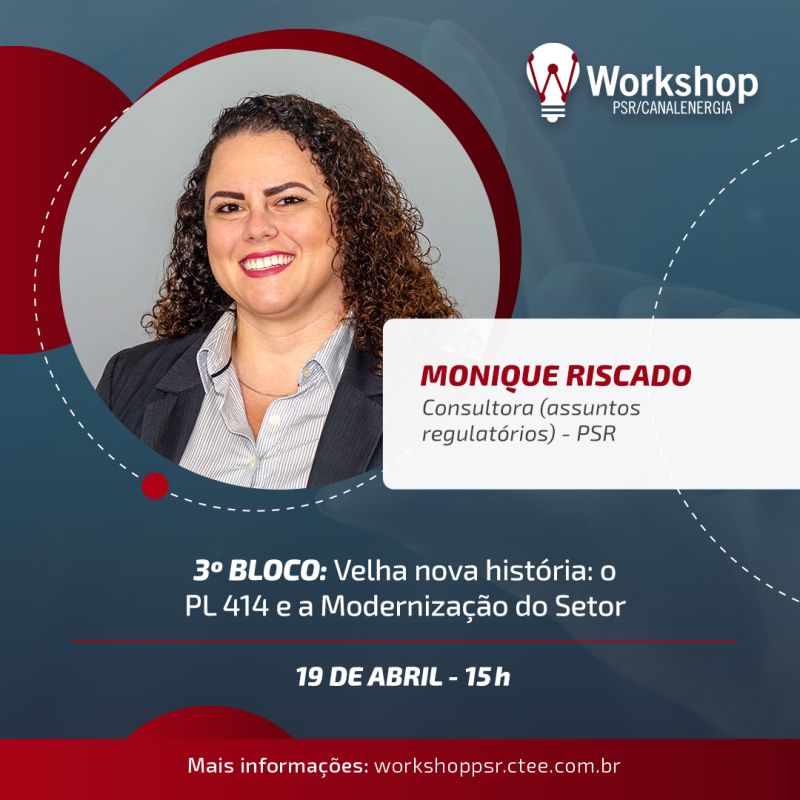 Workshop
PSR/CANALENERGIA
MONIQUE RISCADO
Consultora (assuntos
regulatórios) - PSR
3º BLOCO: Velha nova história: o
PL 414 e a Modernização do Setor
19 DE ABRIL - 15h
Mais informações: workshoppsr.ctee.com.br